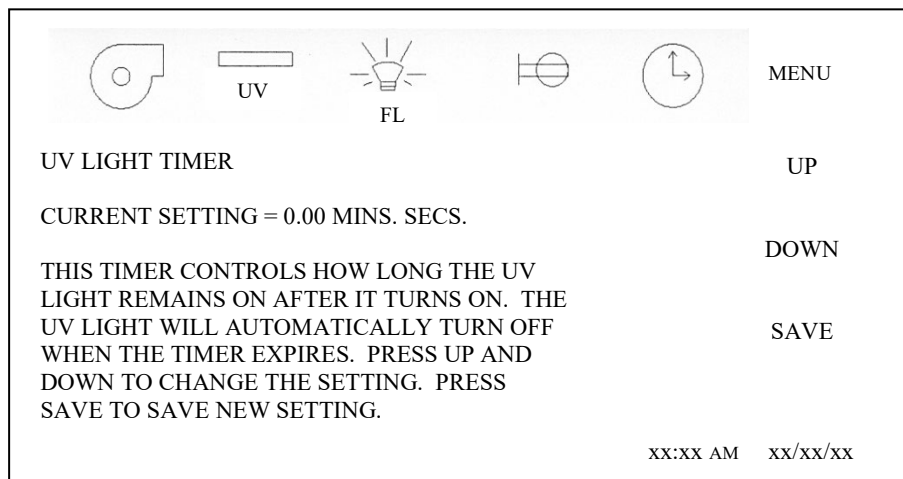 UV
FL
MENU
UV LIGHT TIMER
UP
CURRENT SETTING = 0.00 MINS. SECS.
DOWN
THIS TIMER CONTROLS HOW LONG THE UV
LIGHT REMAINS ON AFTER IT TURNS ON. THE
UV LIGHT WILL AUTOMATICALLY TURN OFF
WHEN THE TIMER EXPIRES. PRESS UP AND
DOWN TO CHANGE THE SETTING. PRESS
SAVE TO SAVE NEW SETTING.
SAVE
xx:xx AM xx/xx/xx